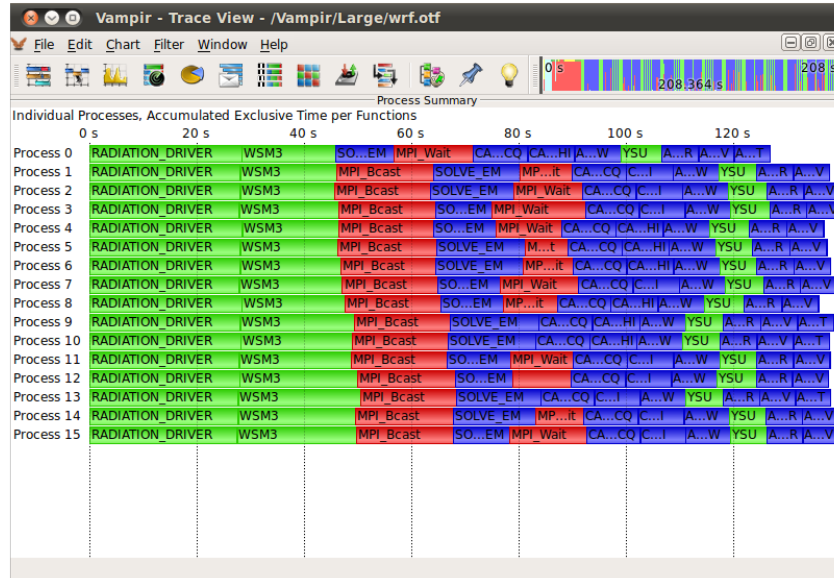 Vampir - Trace View - /Vampir/Large/wrf.otf
File Edit Chart Filter Window Help
0 s 208.364 s 208 s
Process Summary
Individual Processes, Accumulated Exclusive Time per Functions
0 s 20 s 40 s 60 s 80 s 100 s 120 s
Process 0 RADIATION_DRIVER WSM3 SO...EM MPI_Wait CA...CQ CA...HI A...W YSU A...R A...V A...T
Process 1 RADIATION_DRIVER WSM3 MPI_Bcast SOLVE_EM MP...it CA...CQ C...I A...W YSU A...R A...V
Process 2 RADIATION_DRIVER WSM3 MPI_Bcast SOLVE_EM MPI_Wait CA...CQ C...I A...W YSU A...R A...V
Process 3 RADIATION_DRIVER WSM3 MPI_Bcast SO...EM MPI_Wait CA...CQ C...I A...W YSU A...R A...V
Process 4 RADIATION_DRIVER WSM3 MPI_Bcast SO...EM MPI_Wait CA...CQ CA...HI A...W YSU A...R A...V
Process 5 RADIATION_DRIVER WSM3 MPI_Bcast SOLVE_EM M...t CA...CQ CA...HI A...W YSU A...R A...V
Process 6 RADIATION_DRIVER WSM3 MPI_Bcast SOLVE_EM MP...it CA...CQ CA...HI A...W YSU A...R A...V
Process 7 RADIATION_DRIVER WSM3 MPI_Bcast SO...EM MPI_Wait CA...CQ C...I A...W YSU A...R A...V
Process 8 RADIATION_DRIVER WSM3 MPI_Bcast SO...EM MP...it CA...CQ CA...HI A...W YSU A...R A...V
Process 9 RADIATION_DRIVER WSM3 MPI_Bcast SOLVE_EM CA...CQ CA...HI A...W YSU A...R A...V A...T
Process 10 RADIATION_DRIVER WSM3 MPI_Bcast SOLVE_EM CA...CQ CA...HI A...W YSU A...R A...V A...T
Process 11 RADIATION_DRIVER WSM3 MPI_Bcast SO...EM MPI_Wait CA...CQ C...I A...W YSU A...R A...V
Process 12 RADIATION_DRIVER WSM3 MPI_Bcast SO...EM CA...CQ C...I A...W YSU A...R A...V
Process 13 RADIATION_DRIVER WSM3 MPI_Bcast SOLVE_EM CA...CQ C...I A...W YSU A...R A...V A...T
Process 14 RADIATION_DRIVER WSM3 MPI_Bcast SOLVE_EM MP...it CA...CQ C...I A...W YSU A...R A...V
Process 15 RADIATION_DRIVER WSM3 MPI_Bcast SO...EM MPI_Wait CA...CQ C...I A...W YSU A...R A...V